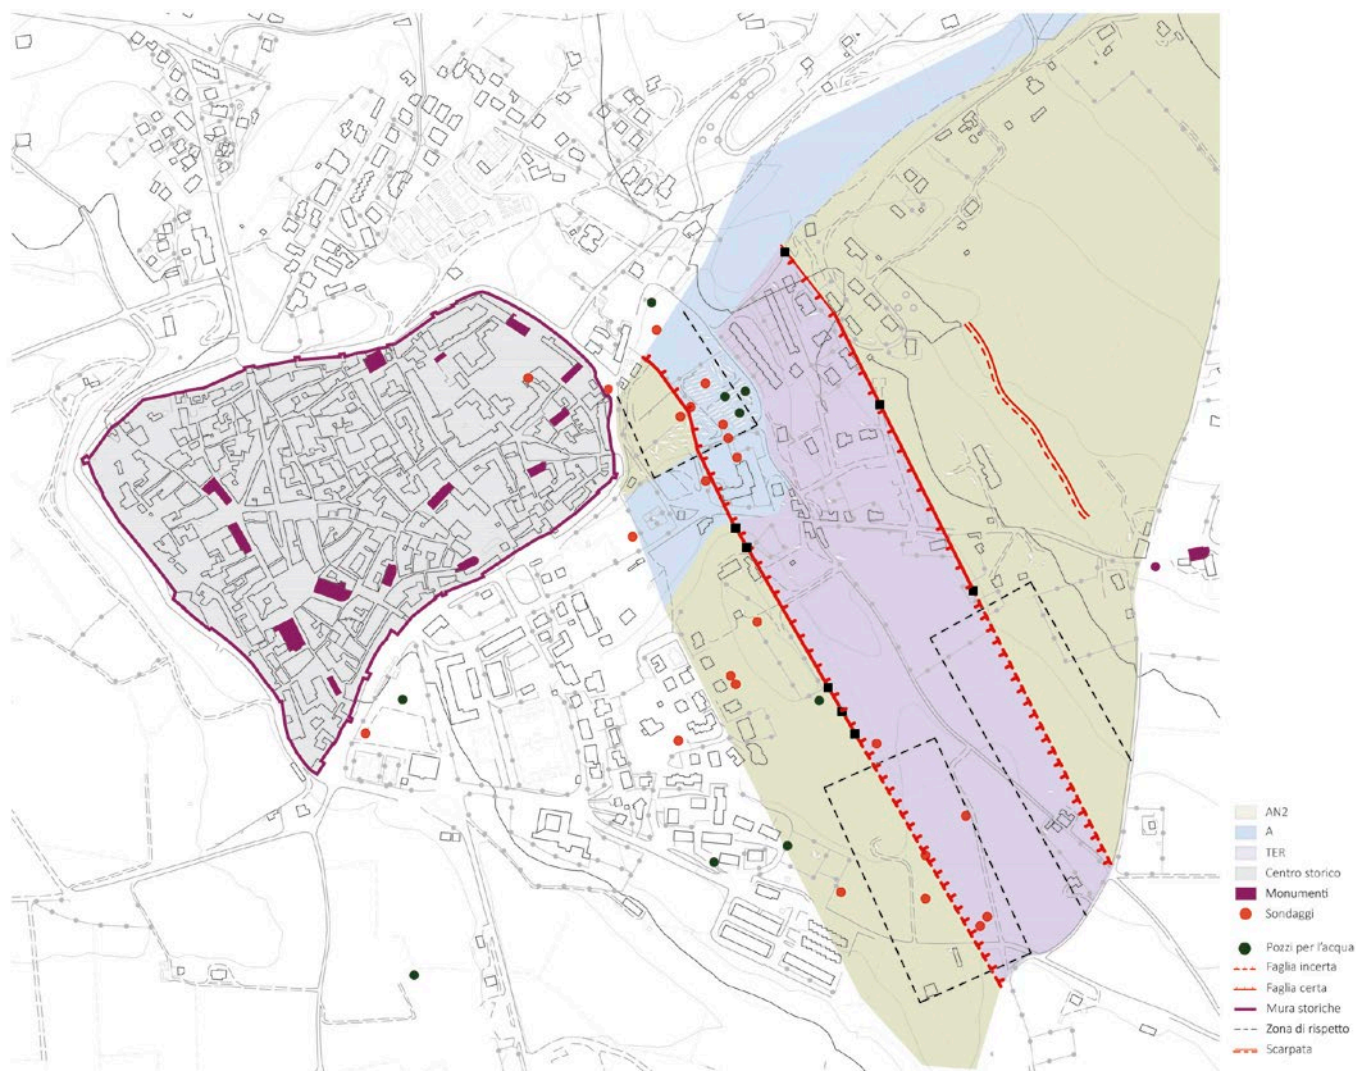 AN2
A
TER
Centro storico
Monumenti
Sondaggi
Pozzi per l'acqua
Faglia incerta
Faglia certa
Mura storiche
Zona di rispetto
Scarpata